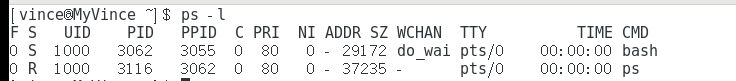 [vince@MyVince ~]$ ps -l
F S   UID    PID   PPID  C PRI  NI ADDR SZ WCHAN  TTY          TIME CMD
0 S  1000   3062   3055  0  80   0 - 29172 do_wai pts/0    00:00:00 bash
0 R  1000   3116   3062  0  80   0 - 37235 -      pts/0    00:00:00 ps